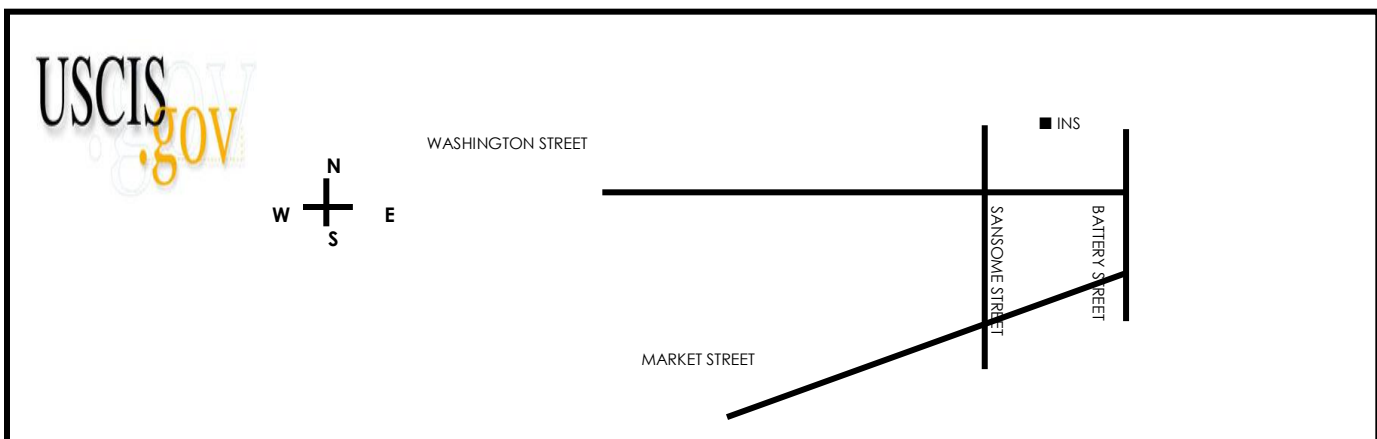 USCIS
.gov
WASHINGTON STREET
■ INS
N
W E
S
SANSOME STREET
BATTERY STREET
MARKET STREET